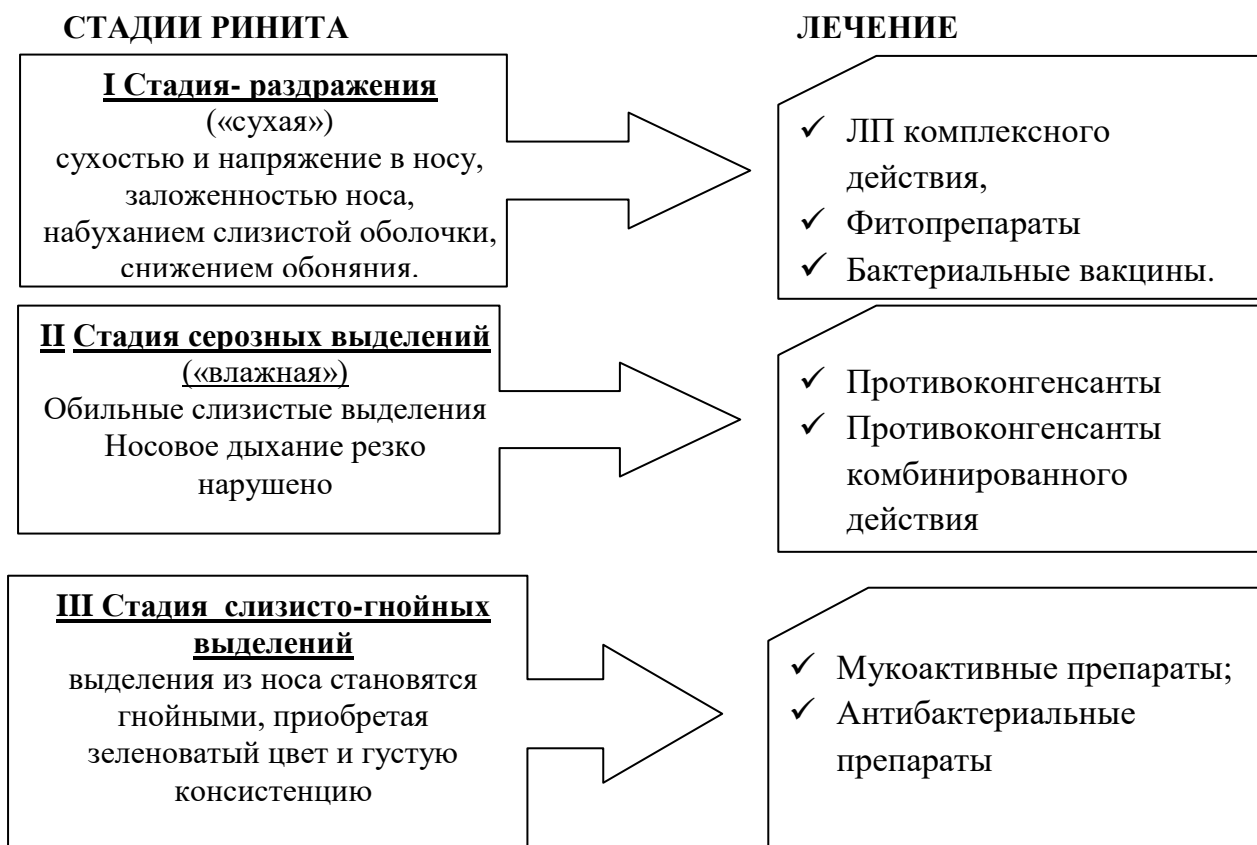 СТАДИИ РИНИТА
ЛЕЧЕНИЕ
I Стадия- раздражения
(«сухая»)
сухостью и напряжение в носу,
заложенностью носа,
набуханием слизистой оболочки,
снижением обоняния.
✓ ЛП комплексного
действия,
✓ Фитопрепараты
✓ Бактериальные вакцины.
II Стадия серозных выделений
(«влажная»)
Обильные слизистые выделения
Носовое дыхание резко
нарушено
✓ Противоконгенсанты
✓ Противоконгенсанты
комбинированного
действия
III Стадия слизисто-гнойных
выделений
выделения из носа становятся
гнойными, приобретая
зеленоватый цвет и густую
консистенцию
✓ Мукоактивные препараты;
✓ Антибактериальные
препараты